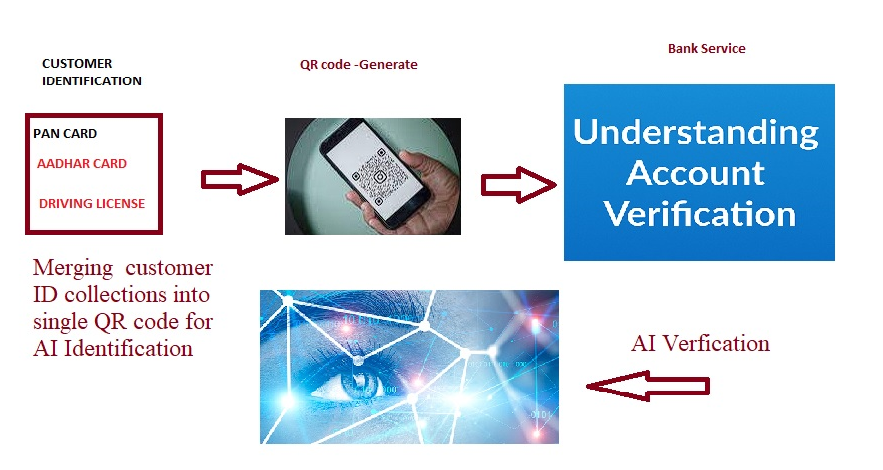 CUSTOMER
IDENTIFICATION
PAN CARD
AADHAR CARD
DRIVING LICENSE
Merging customer
ID collections into
single QR code for
AI Identification
QR code -Generate
Bank Service
Understanding
Account
Verification
AI Verfication